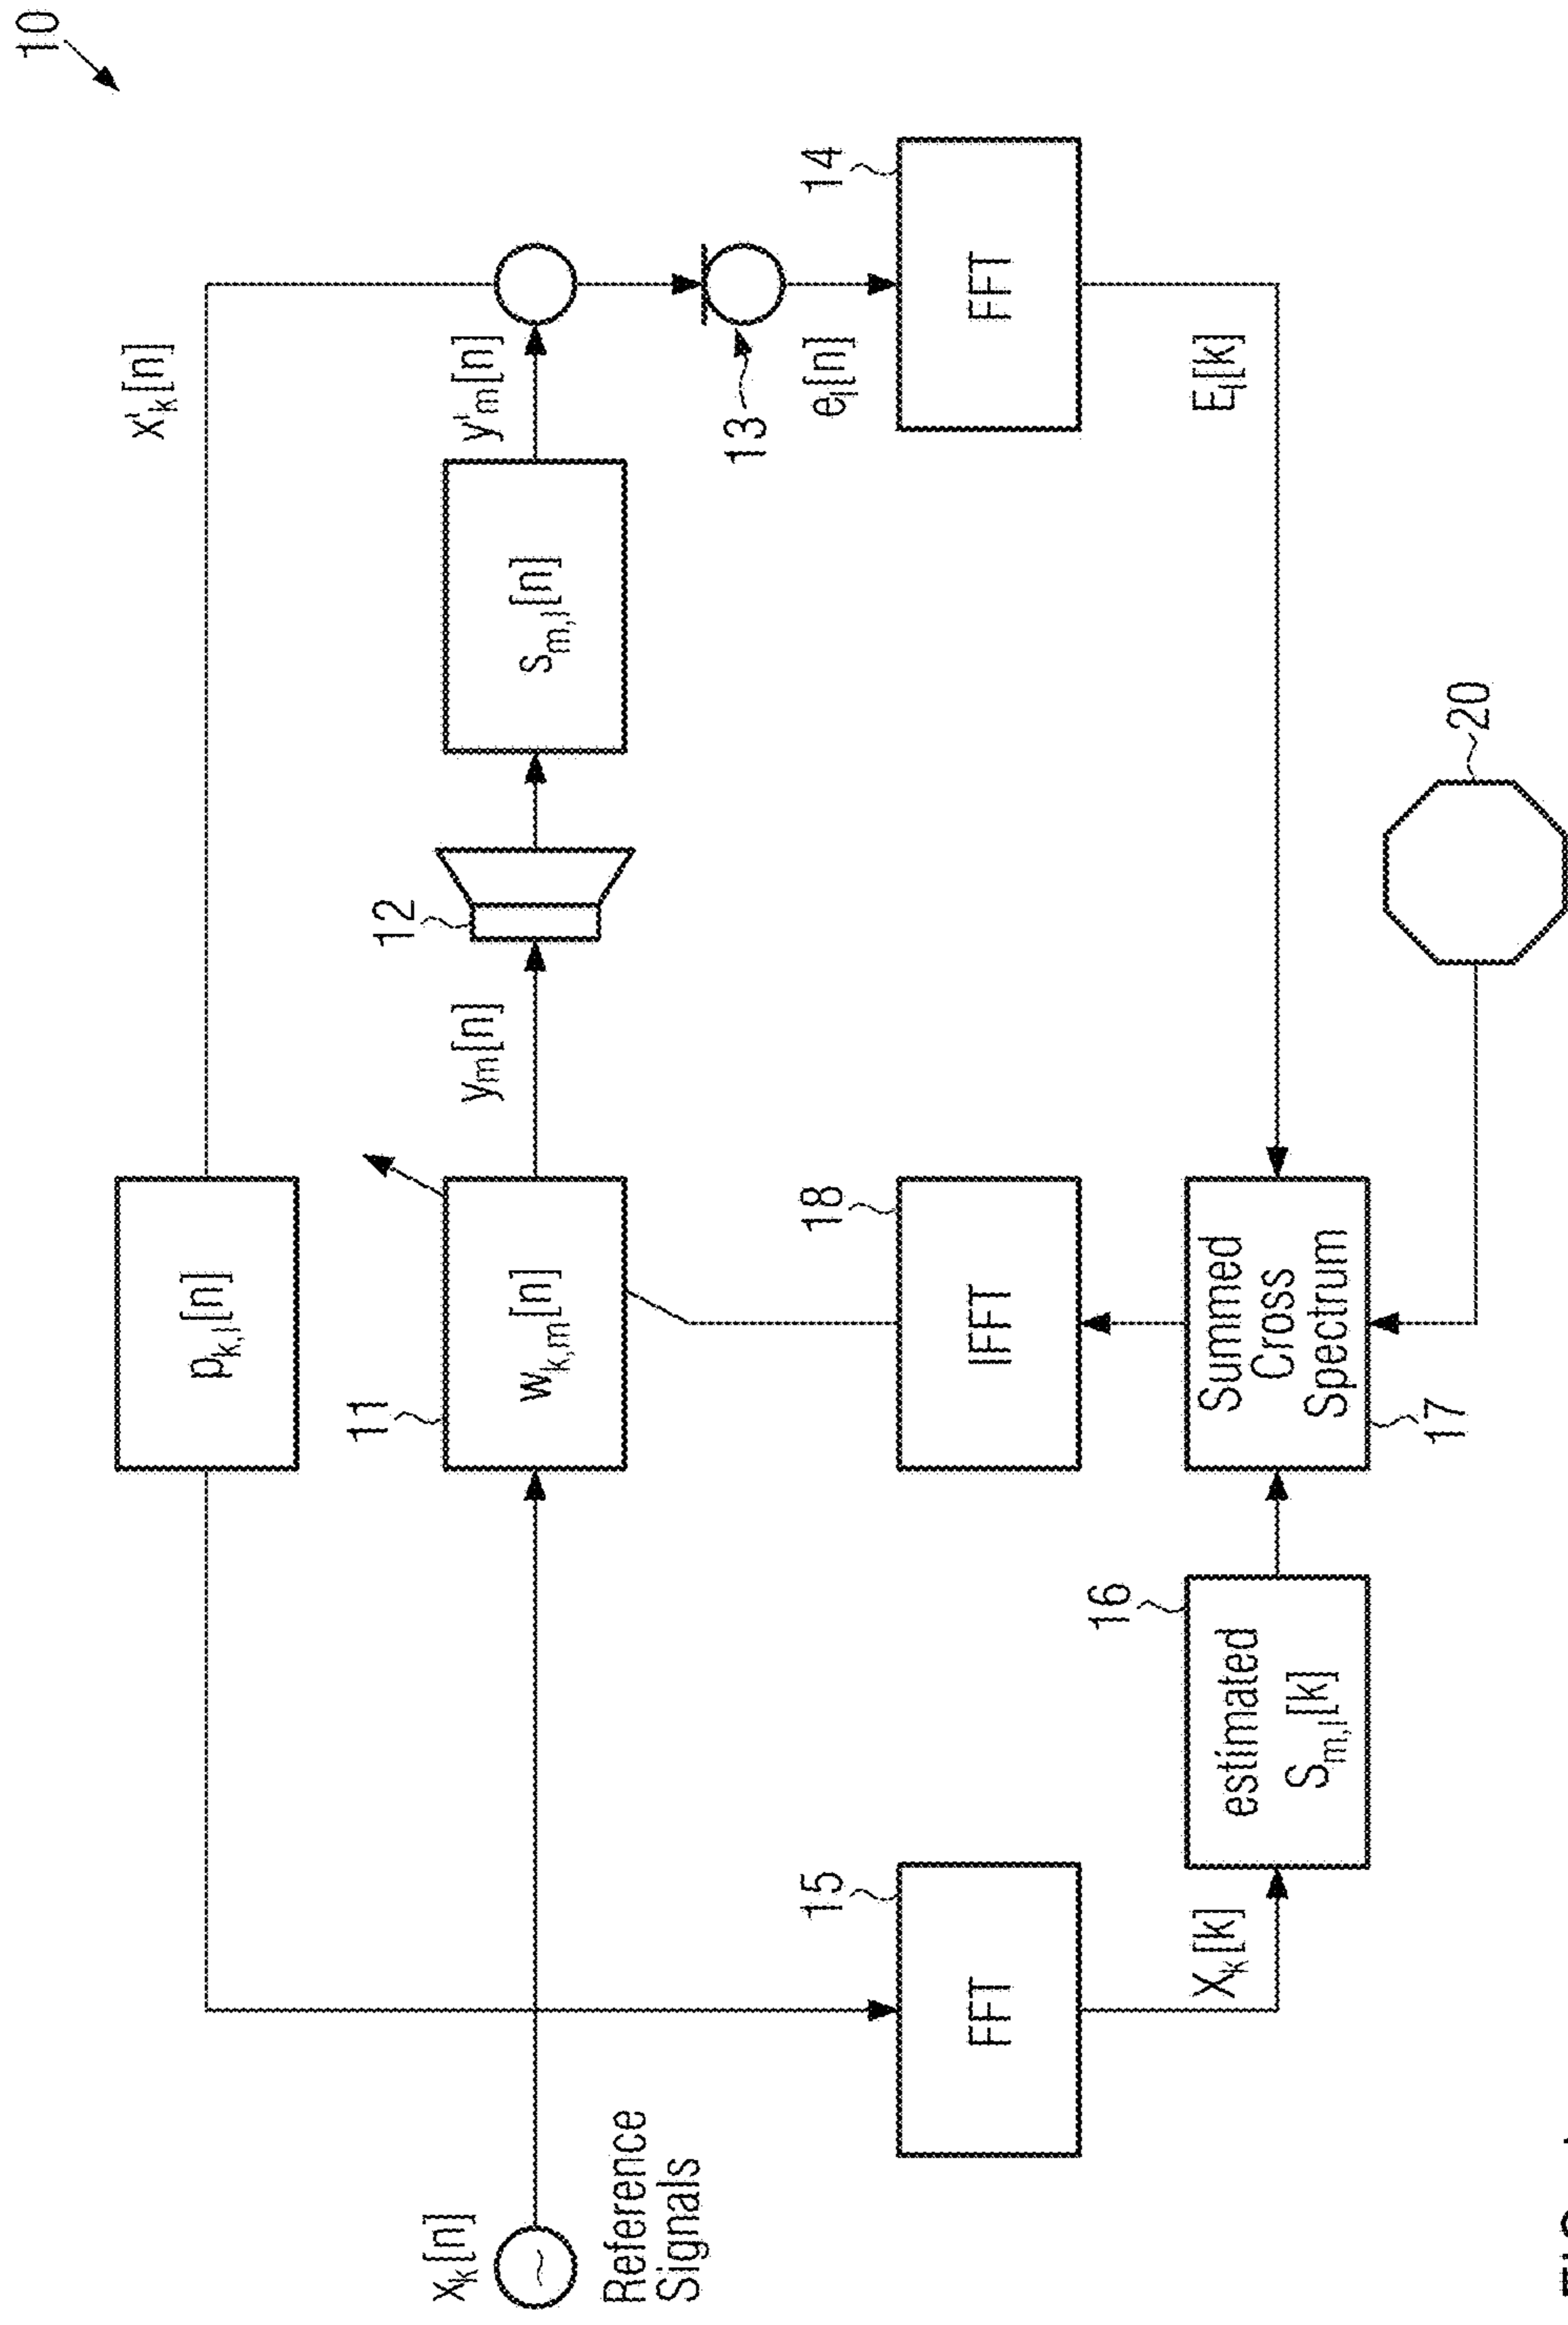 10
p_k,l[n]
x'_k[n]
11
w_k,m[n]
y_m[n]
12
s_m,l[n]
y'_m[n]
x_k[n]
Reference
Signals
13
e_l[n]
15
FFT
18
IFFT
14
FFT
X_k[k]
16
estimated
S_m,l[k]
Summed
Cross
Spectrum
17
E_l[k]
20